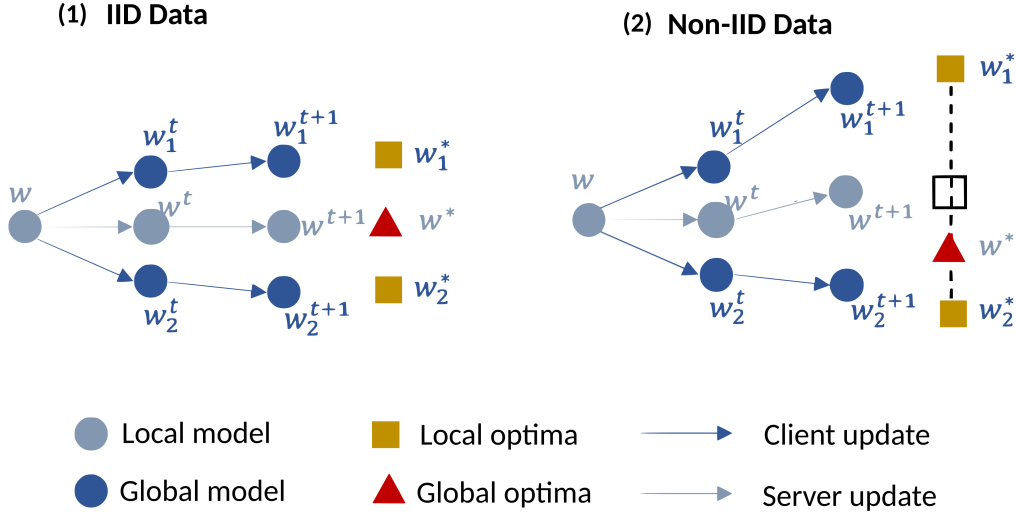 (1) IID Data
(2) Non-IID Data
w
w₁ᵗ
w₁ᵗ⁺¹
w₁*
wᵗ
wᵗ⁺¹
w*
w₂ᵗ
w₂ᵗ⁺¹
w₂*
w
w₁ᵗ
w₁ᵗ⁺¹
w₁*
wᵗ
wᵗ⁺¹
w*
w₂ᵗ
w₂ᵗ⁺¹
w₂*
Local model
Local optima
Client update
Global model
Global optima
Server update